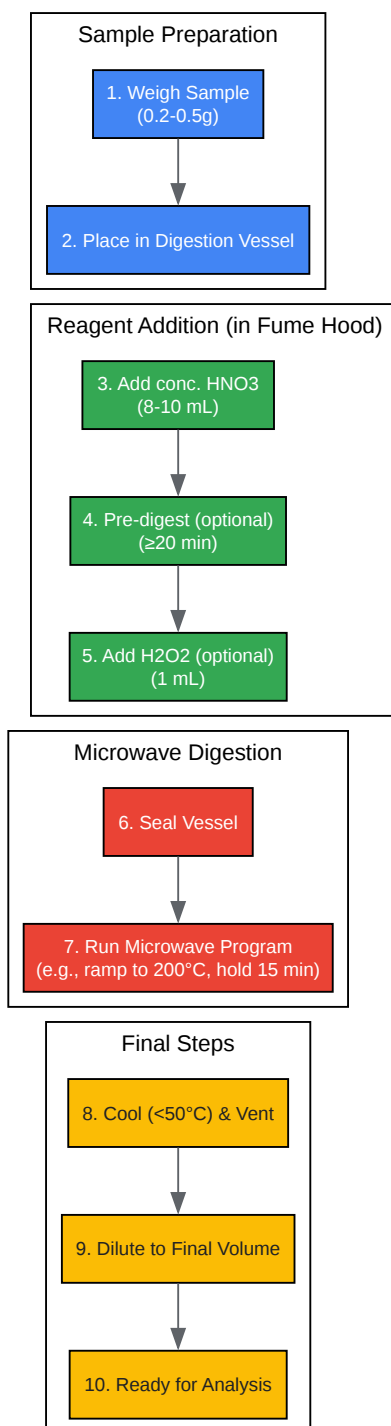 Sample Preparation
1. Weigh Sample
(0.2-0.5g)
2. Place in Digestion Vessel
Reagent Addition (in Fume Hood)
3. Add conc. HNO3
(8-10 mL)
4. Pre-digest (optional)
(≥20 min)
5. Add H2O2 (optional)
(1 mL)
Microwave Digestion
6. Seal Vessel
7. Run Microwave Program
(e.g., ramp to 200°C, hold 15 min)
Final Steps
8. Cool (<50°C) & Vent
9. Dilute to Final Volume
10. Ready for Analysis